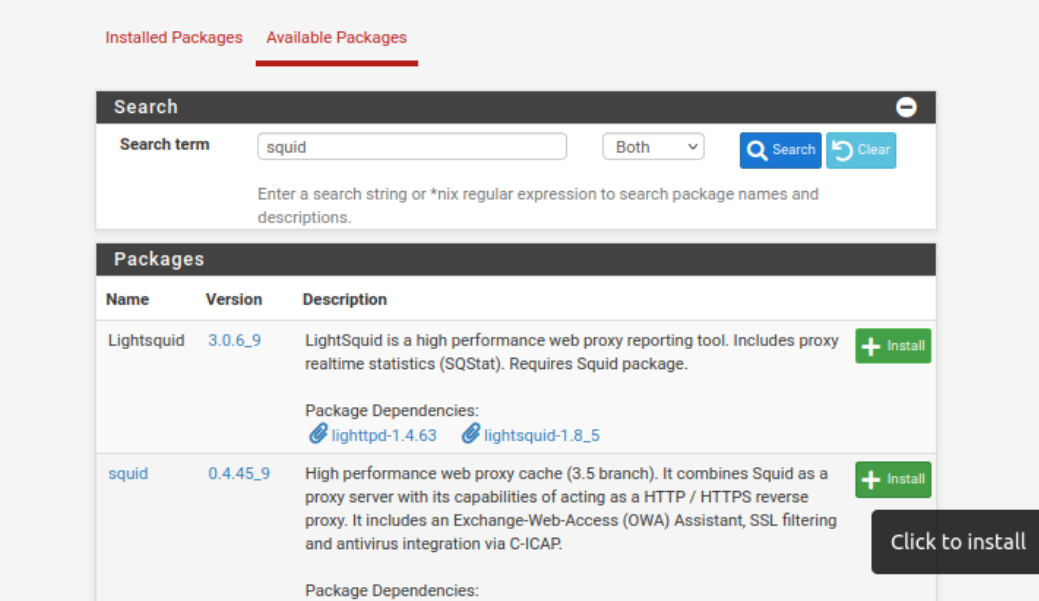 Installed Packages Available Packages
Search
Search term squid Both Search Clear
Enter a search string or *nix regular expression to search package names and
descriptions.
Packages
Name Version Description
Lightsquid 3.0.6_9 LightSquid is a high performance web proxy reporting tool. Includes proxy Install
realtime statistics (SQStat). Requires Squid package.
Package Dependencies:
lighttpd-1.4.63 lightsquid-1.8_5
squid 0.4.45_9 High performance web proxy cache (3.5 branch). It combines Squid as a Install
proxy server with its capabilities of acting as a HTTP / HTTPS reverse
proxy. It includes an Exchange-Web-Access (OWA) Assistant, SSL filtering
and antivirus integration via C-ICAP.
Click to install
Package Dependencies: